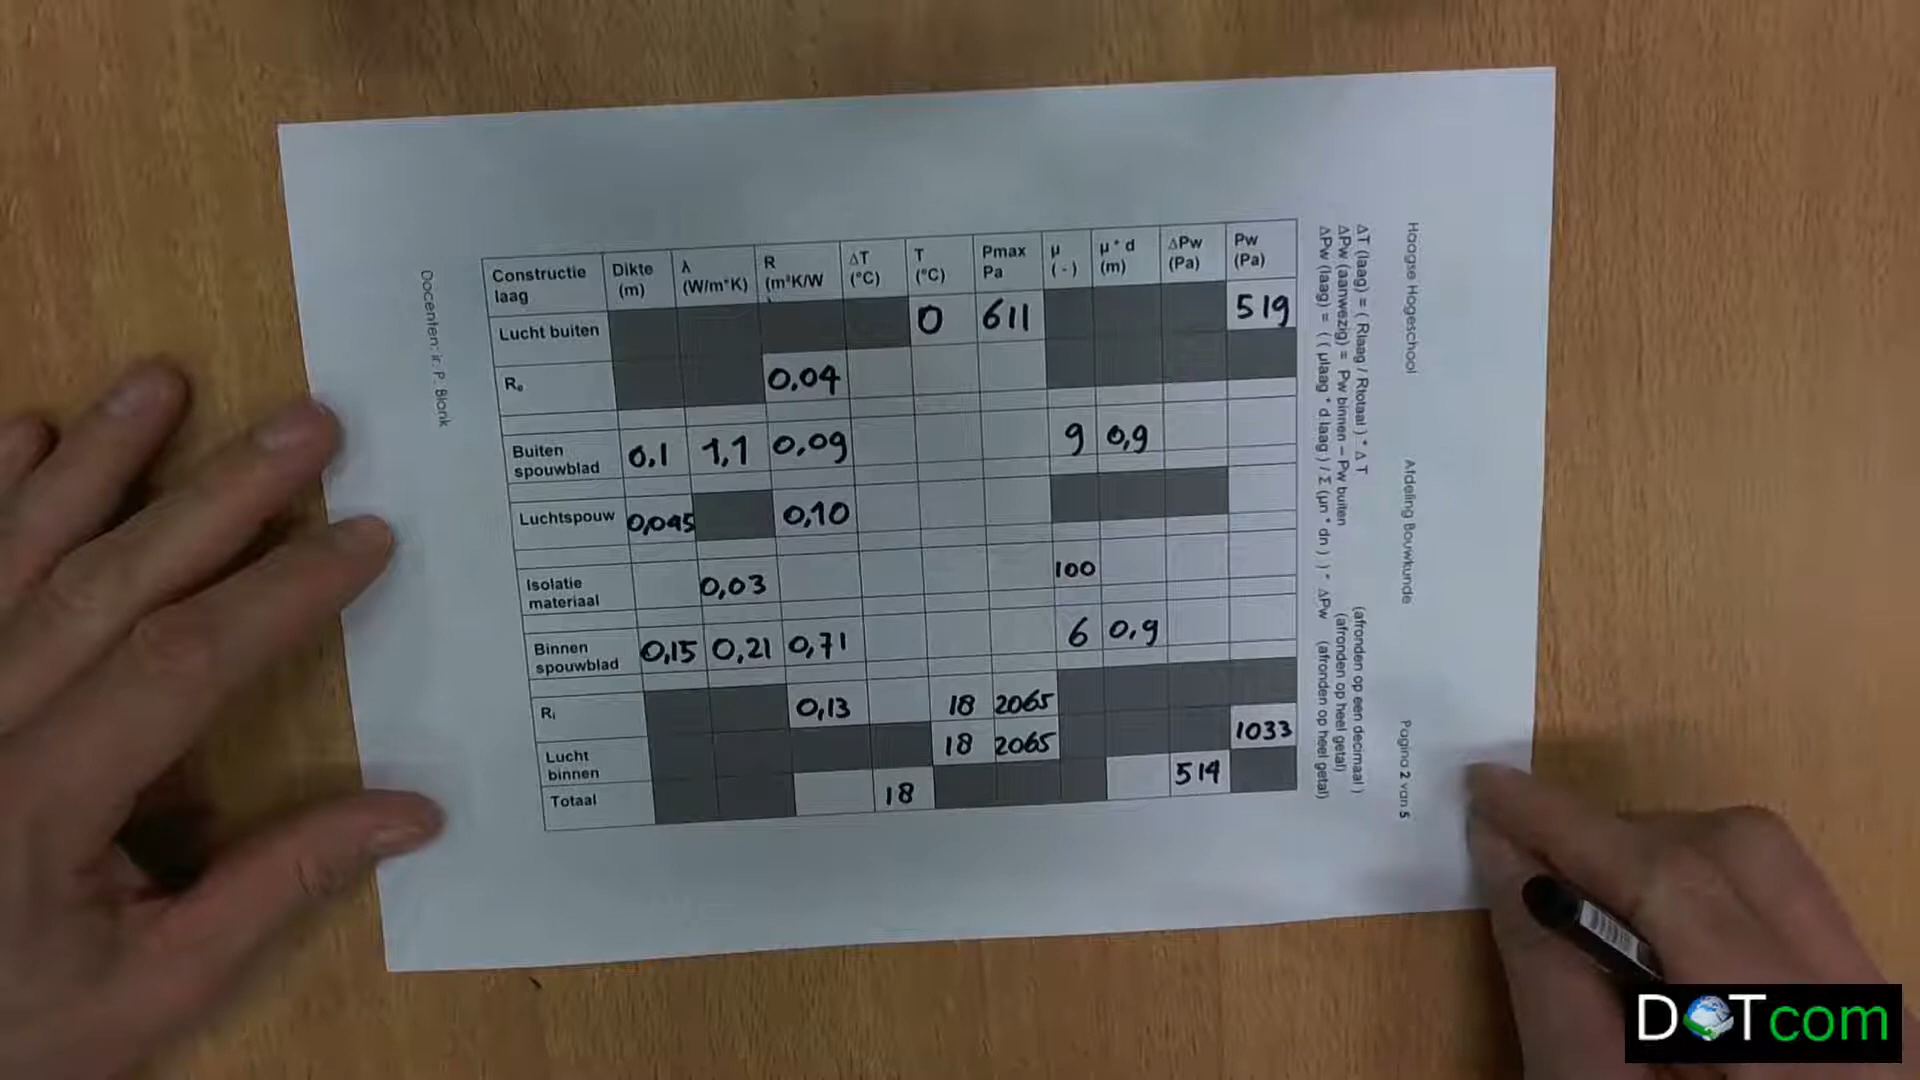 Constructie laag Dikte (m) λ (W/m*K) R (m²K/W ) ΔT (°C) T (°C) Pmax Pa μ ( - ) μ * d (m) ΔPw (Pa) Pw (Pa)
Lucht buiten 0 611 519
Re 0,04
Buiten spouwblad 0,1 1,1 0,09 9 0,9
Luchtspouw 0,045 0,10
Isolatie materiaal 0,03 100
Binnen spouwblad 0,15 0,21 0,71 6 0,9
Ri 0,13 18 2065
Lucht binnen 18 2065 1033
Totaal 18 514
Haagse Hogeschool Afdeling Bouwkunde Pagina 2 van 5
ΔT (laag) = ( Rlaag / Rtotaal ) * Δ T (afronden op een decimaal )
ΔPw (aanwezig) = Pw binnen – Pw buiten (afronden op heel getal)
ΔPw (laag) = ( ( μlaag * d laag ) / Σ (μn * dn ) ) * ΔPw (afronden op heel getal)
Docenten: ir. P. Blonk
DOTcom